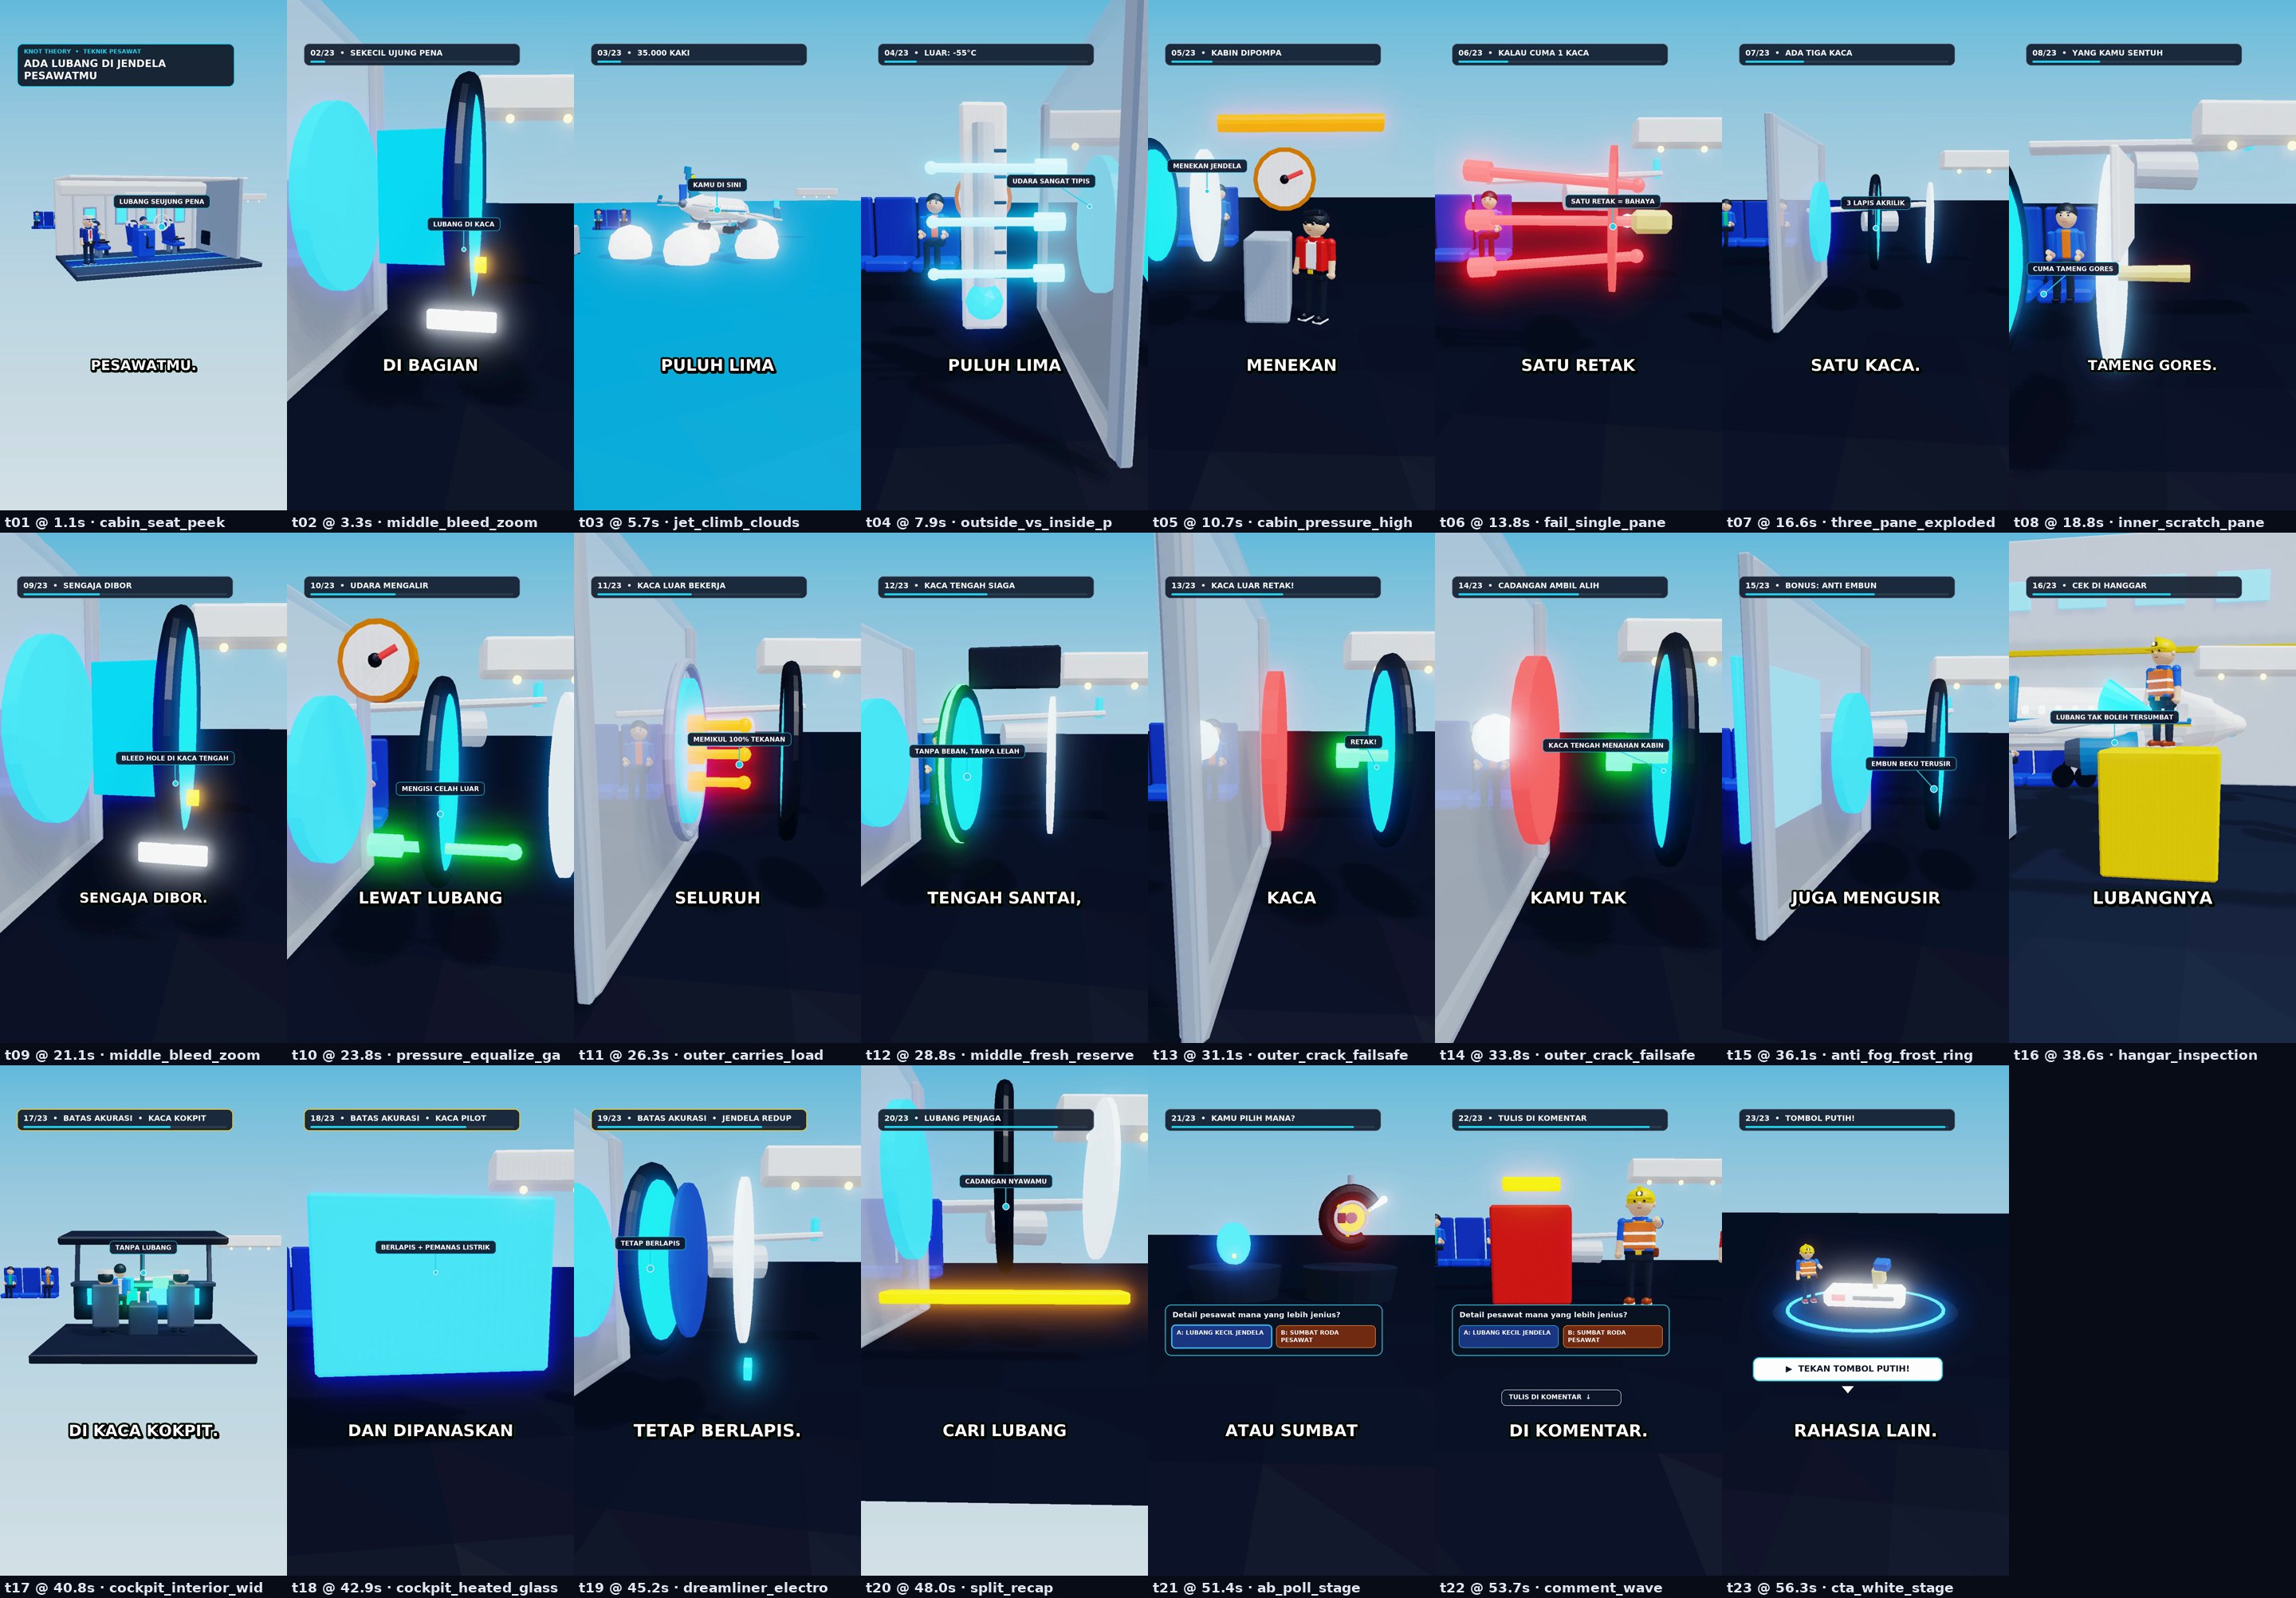 KNOT THEORY • TEKNIK PESAWAT
ADA LUBANG DI JENDELA
PESAWATMU
LUBANG SEUJUNG PENA
PESAWATMU.
t01 @ 1.1s · cabin_seat_peek
02/23 • SEKECIL UJUNG PENA
LUBANG DI KACA
DI BAGIAN
t02 @ 3.3s · middle_bleed_zoom
03/23 • 35.000 KAKI
KAMU DI SINI
PULUH LIMA
t03 @ 5.7s · jet_climb_clouds
04/23 • LUAR: -55°C
UDARA SANGAT TIPIS
PULUH LIMA
t04 @ 7.9s · outside_vs_inside_p
05/23 • KABIN DIPOMPA
MENEKAN JENDELA
MENEKAN
t05 @ 10.7s · cabin_pressure_high
06/23 • KALAU CUMA 1 KACA
SATU RETAK = BAHAYA
SATU RETAK
t06 @ 13.8s · fail_single_pane
07/23 • ADA TIGA KACA
3 LAPIS AKRILIK
SATU KACA.
t07 @ 16.6s · three_pane_exploded
08/23 • YANG KAMU SENTUH
CUMA TAMENG GORES
TAMENG GORES.
t08 @ 18.8s · inner_scratch_pane
09/23 • SENGAJA DIBOR
BLEED HOLE DI KACA TENGAH
SENGAJA DIBOR.
t09 @ 21.1s · middle_bleed_zoom
10/23 • UDARA MENGALIR
MENGISI CELAH LUAR
LEWAT LUBANG
t10 @ 23.8s · pressure_equalize_ga
11/23 • KACA LUAR BEKERJA
MEMIKUL 100% TEKANAN
SELURUH
t11 @ 26.3s · outer_carries_load
12/23 • KACA TENGAH SIAGA
TANPA BEBAN, TANPA LELAH
TENGAH SANTAI,
t12 @ 28.8s · middle_fresh_reserve
13/23 • KACA LUAR RETAK!
RETAK!
KACA
t13 @ 31.1s · outer_crack_failsafe
14/23 • CADANGAN AMBIL ALIH
KACA TENGAH MENAHAN KABIN
KAMU TAK
t14 @ 33.8s · outer_crack_failsafe
15/23 • BONUS: ANTI EMBUN
EMBUN BEKU TERUSIR
JUGA MENGUSIR
t15 @ 36.1s · anti_fog_frost_ring
16/23 • CEK DI HANGGAR
LUBANG TAK BOLEH TERSUMBAT
LUBANGNYA
t16 @ 38.6s · hangar_inspection
17/23 • BATAS AKURASI • KACA KOKPIT
TANPA LUBANG
DI KACA KOKPIT.
t17 @ 40.8s · cockpit_interior_wid
18/23 • BATAS AKURASI • KACA PILOT
BERLAPIS + PEMANAS LISTRIK
DAN DIPANASKAN
t18 @ 42.9s · cockpit_heated_glass
19/23 • BATAS AKURASI • JENDELA REDUP
TETAP BERLAPIS
TETAP BERLAPIS.
t19 @ 45.2s · dreamliner_electro
20/23 • LUBANG PENJAGA
CADANGAN NYAWAMU
CARI LUBANG
t20 @ 48.0s · split_recap
21/23 • KAMU PILIH MANA?
Detail pesawat mana yang lebih jenius?
A: LUBANG KECIL JENDELA
B: SUMBAT RODA
PESAWAT
ATAU SUMBAT
t21 @ 51.4s · ab_poll_stage
22/23 • TULIS DI KOMENTAR
Detail pesawat mana yang lebih jenius?
A: LUBANG KECIL JENDELA
B: SUMBAT RODA
PESAWAT
TULIS DI KOMENTAR ↓
DI KOMENTAR.
t22 @ 53.7s · comment_wave
23/23 • TOMBOL PUTIH!
▶ TEKAN TOMBOL PUTIH!
RAHASIA LAIN.
t23 @ 56.3s · cta_white_stage